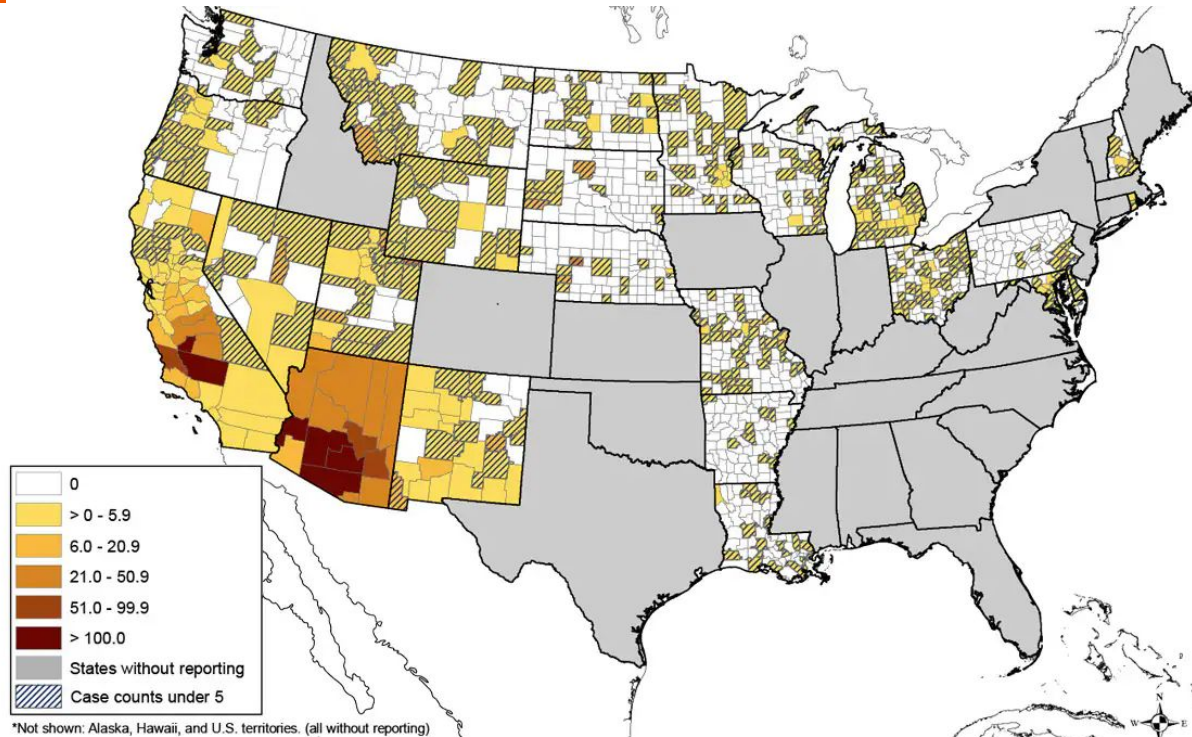 0
> 0 - 5.9
6.0 - 20.9
21.0 - 50.9
51.0 - 99.9
> 100.0
States without reporting
Case counts under 5
*Not shown: Alaska, Hawaii, and U.S. territories. (all without reporting)
N
W E
S